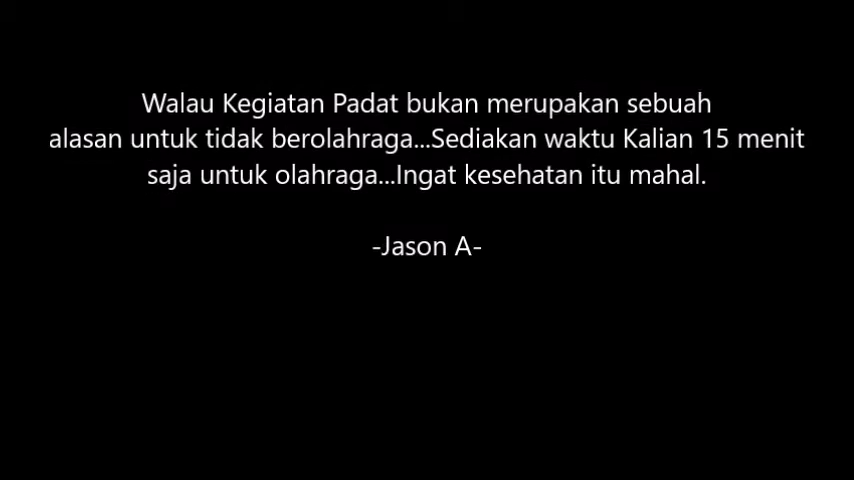 Walau Kegiatan Padat bukan merupakan sebuah
alasan untuk tidak berolahraga...Sediakan waktu Kalian 15 menit
saja untuk olahraga...Ingat kesehatan itu mahal.
-Jason A-